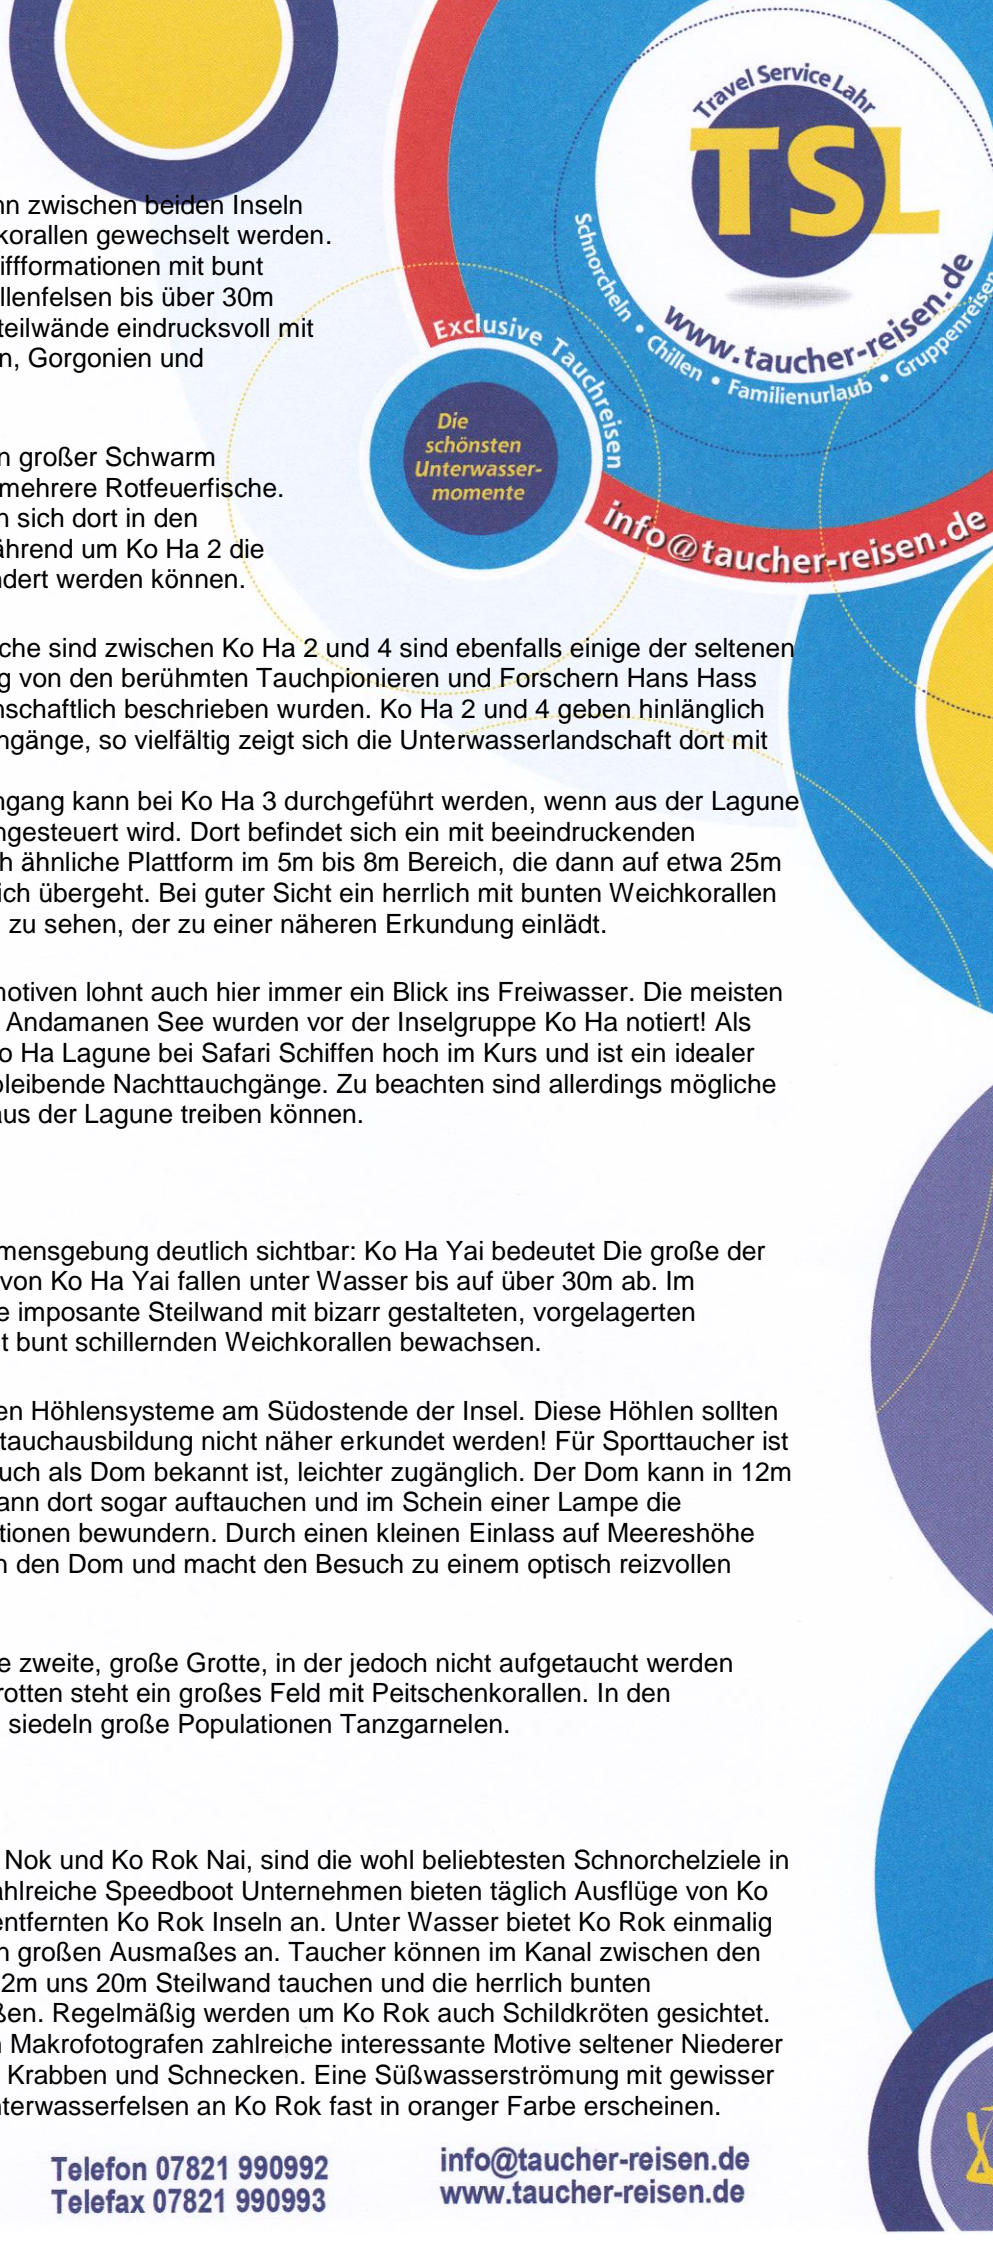 Travel Service Lahr
TSL
www.taucher-reisen.de
Schnorcheln • Chillen • Familienurlaub • Gruppenreisen
Exclusive Tauchreisen
info@taucher-reisen.de
Die
schönsten
Unterwasser-
momente
nn zwischen beiden Inseln
korallen gewechselt werden.
iffformationen mit bunt
llenfelsen bis über 30m
teilwände eindrucksvoll mit
n, Gorgonien und
n großer Schwarm
mehrere Rotfeuerfische.
n sich dort in den
ährend um Ko Ha 2 die
ndert werden können.
che sind zwischen Ko Ha 2 und 4 sind ebenfalls einige der seltenen
g von den berühmten Tauchpionieren und Forschern Hans Hass
nschaftlich beschrieben wurden. Ko Ha 2 und 4 geben hinlänglich
ngänge, so vielfältig zeigt sich die Unterwasserlandschaft dort mit
ngang kann bei Ko Ha 3 durchgeführt werden, wenn aus der Lagune
ngesteuert wird. Dort befindet sich ein mit beeindruckenden
h ähnliche Plattform im 5m bis 8m Bereich, die dann auf etwa 25m
ich übergeht. Bei guter Sicht ein herrlich mit bunten Weichkorallen
zu sehen, der zu einer näheren Erkundung einlädt.
notiven lohnt auch hier immer ein Blick ins Freiwasser. Die meisten
Andamanen See wurden vor der Inselgruppe Ko Ha notiert! Als
o Ha Lagune bei Safari Schiffen hoch im Kurs und ist ein idealer
bleibende Nachttauchgänge. Zu beachten sind allerdings mögliche
aus der Lagune treiben können.
mensgebung deutlich sichtbar: Ko Ha Yai bedeutet Die große der
von Ko Ha Yai fallen unter Wasser bis auf über 30m ab. Im
e imposante Steilwand mit bizarr gestalteten, vorgelagerten
t bunt schillernden Weichkorallen bewachsen.
en Höhlensysteme am Südostende der Insel. Diese Höhlen sollten
tauchausbildung nicht näher erkundet werden! Für Sporttaucher ist
uch als Dom bekannt ist, leichter zugänglich. Der Dom kann in 12m
ann dort sogar auftauchen und im Schein einer Lampe die
tionen bewundern. Durch einen kleinen Einlass auf Meereshöhe
n den Dom und macht den Besuch zu einem optisch reizvollen
e zweite, große Grotte, in der jedoch nicht aufgetaucht werden
rotten steht ein großes Feld mit Peitschenkorallen. In den
siedeln große Populationen Tanzgarnelen.
Nok und Ko Rok Nai, sind die wohl beliebtesten Schnorchelziele in
ahlreiche Speedboot Unternehmen bieten täglich Ausflüge von Ko
entfernten Ko Rok Inseln an. Unter Wasser bietet Ko Rok einmalig
n großen Ausmaßes an. Taucher können im Kanal zwischen den
2m uns 20m Steilwand tauchen und die herrlich bunten
ßen. Regelmäßig werden um Ko Rok auch Schildkröten gesichtet.
n Makrofotografen zahlreiche interessante Motive seltener Niederer
Krabben und Schnecken. Eine Süßwasserströmung mit gewisser
nterwasserfelsen an Ko Rok fast in oranger Farbe erscheinen.
Telefon 07821 990992
Telefax 07821 990993
info@taucher-reisen.de
www.taucher-reisen.de